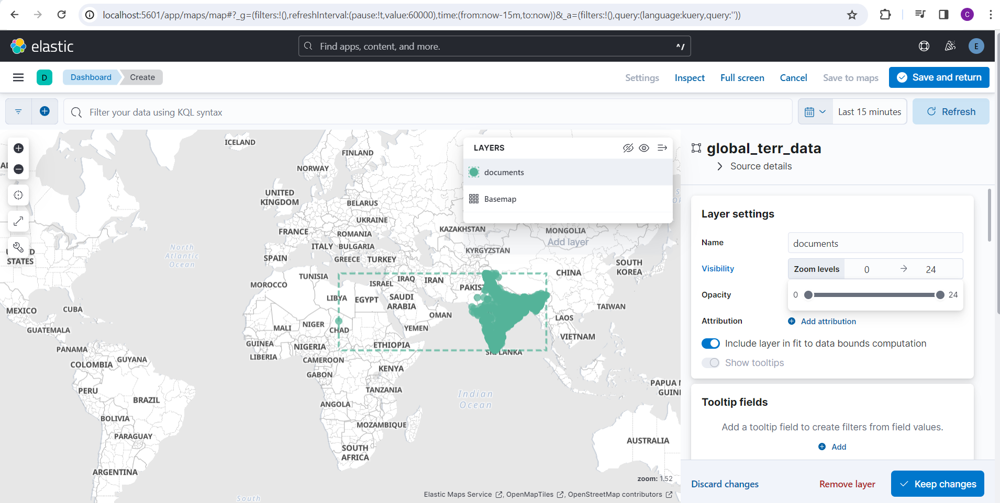 localhost:5601/app/maps/map#?_g=(filters:!(),refreshInterval:(pause:!t,value:60000),time:(from:now-15m,to:now))&_a=(filters:!(),query:(language:kuery,query:''))
C
elastic
Find apps, content, and more.
^/
E
D
Dashboard
Create
Settings
Inspect
Full screen
Cancel
Save to maps
Save and return
Filter your data using KQL syntax
Last 15 minutes
Refresh
ICELAND
FINLAND
NORWAY
UNITED
KINGDOM
BELARUS
UKRAINE
FRANCE
ROMANIA
KAZAKHSTAN
MONGOLIA
Add layer
ITALY
BULGARIA
KYRGYZSTAN
North
Atlantic
Ocean
STATES
SPAIN
GREECE
TURKEY
SOUTH
KOREA
TUNISIA
MOROCCO
ISRAEL
IRAQ
IRAN
CHINA
PAKIS
LIBYA
EGYPT
SAUDI
ARABIA
MEXICO
CUBA
TAIWAN
OMAN
LAOS
GUATEMALA
MALI
NIGER
CHAD
YEMEN
VIETNAM
PANAMA
GUINEA
NIGERIA
ETHIOPIA
SRI LANKA
LIBERIA
CAMEROON
COLOMBIA
GUYANA
GABON
KENYA
PERU
TANZANIA
PAPUA N
GUIN
Indian
Ocean
BRAZIL
ANGOLA
BOLIVIA
MOZAMBIQUE
PARAGUAY
AUSTRALIA
SOUTH
AFRICA
ARGENTINA
South
LAYERS
documents
Basemap
zoom: 1.52
Elastic Maps Service , OpenMapTiles , OpenStreetMap contributors
global_terr_data
Source details
Layer settings
Name
documents
Visibility
Zoom levels
0
→
24
Opacity
0
24
Attribution
Add attribution
Include layer in fit to data bounds computation
Show tooltips
Tooltip fields
Add a tooltip field to create filters from field values.
Add
Discard changes
Remove layer
Keep changes